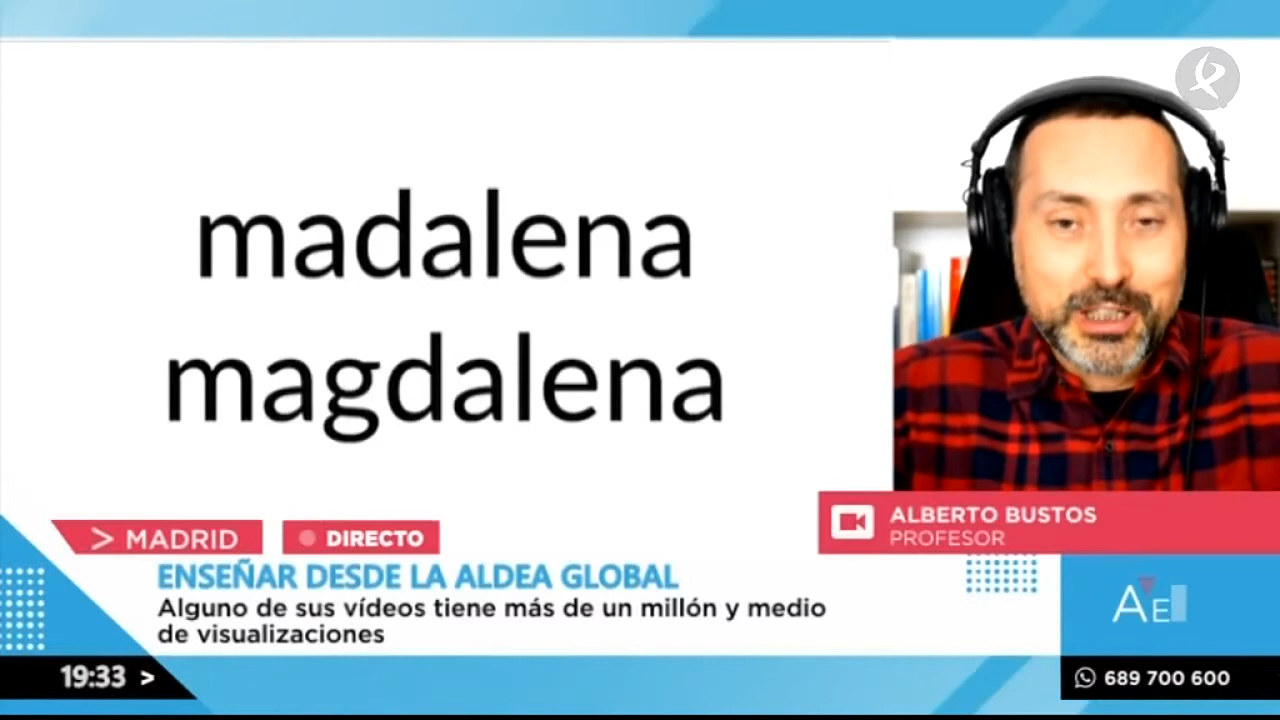 madalena
magdalena
> MADRID
DIRECTO
ALBERTO BUSTOS
PROFESOR
ENSEÑAR DESDE LA ALDEA GLOBAL
Alguno de sus vídeos tiene más de un millón y medio
de visualizaciones
AE
19:33 >
689 700 600